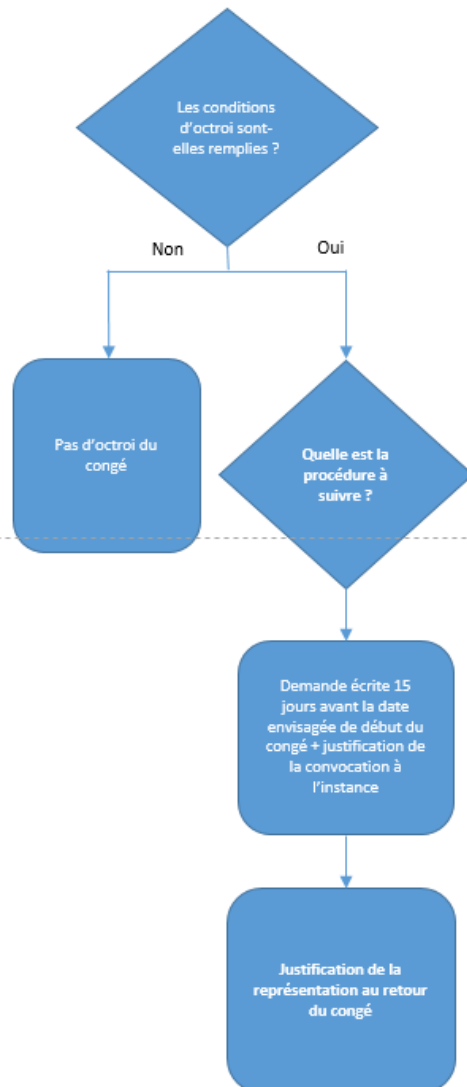 Les conditions
d'octroi sont-
elles remplies ?
Non
Oui
Pas d'octroi du
congé
Quelle est la
procédure à
suivre ?
Demande écrite 15
jours avant la date
envisagée de début du
congé + justification de
la convocation à
l'instance
Justification de la
représentation au retour
du congé